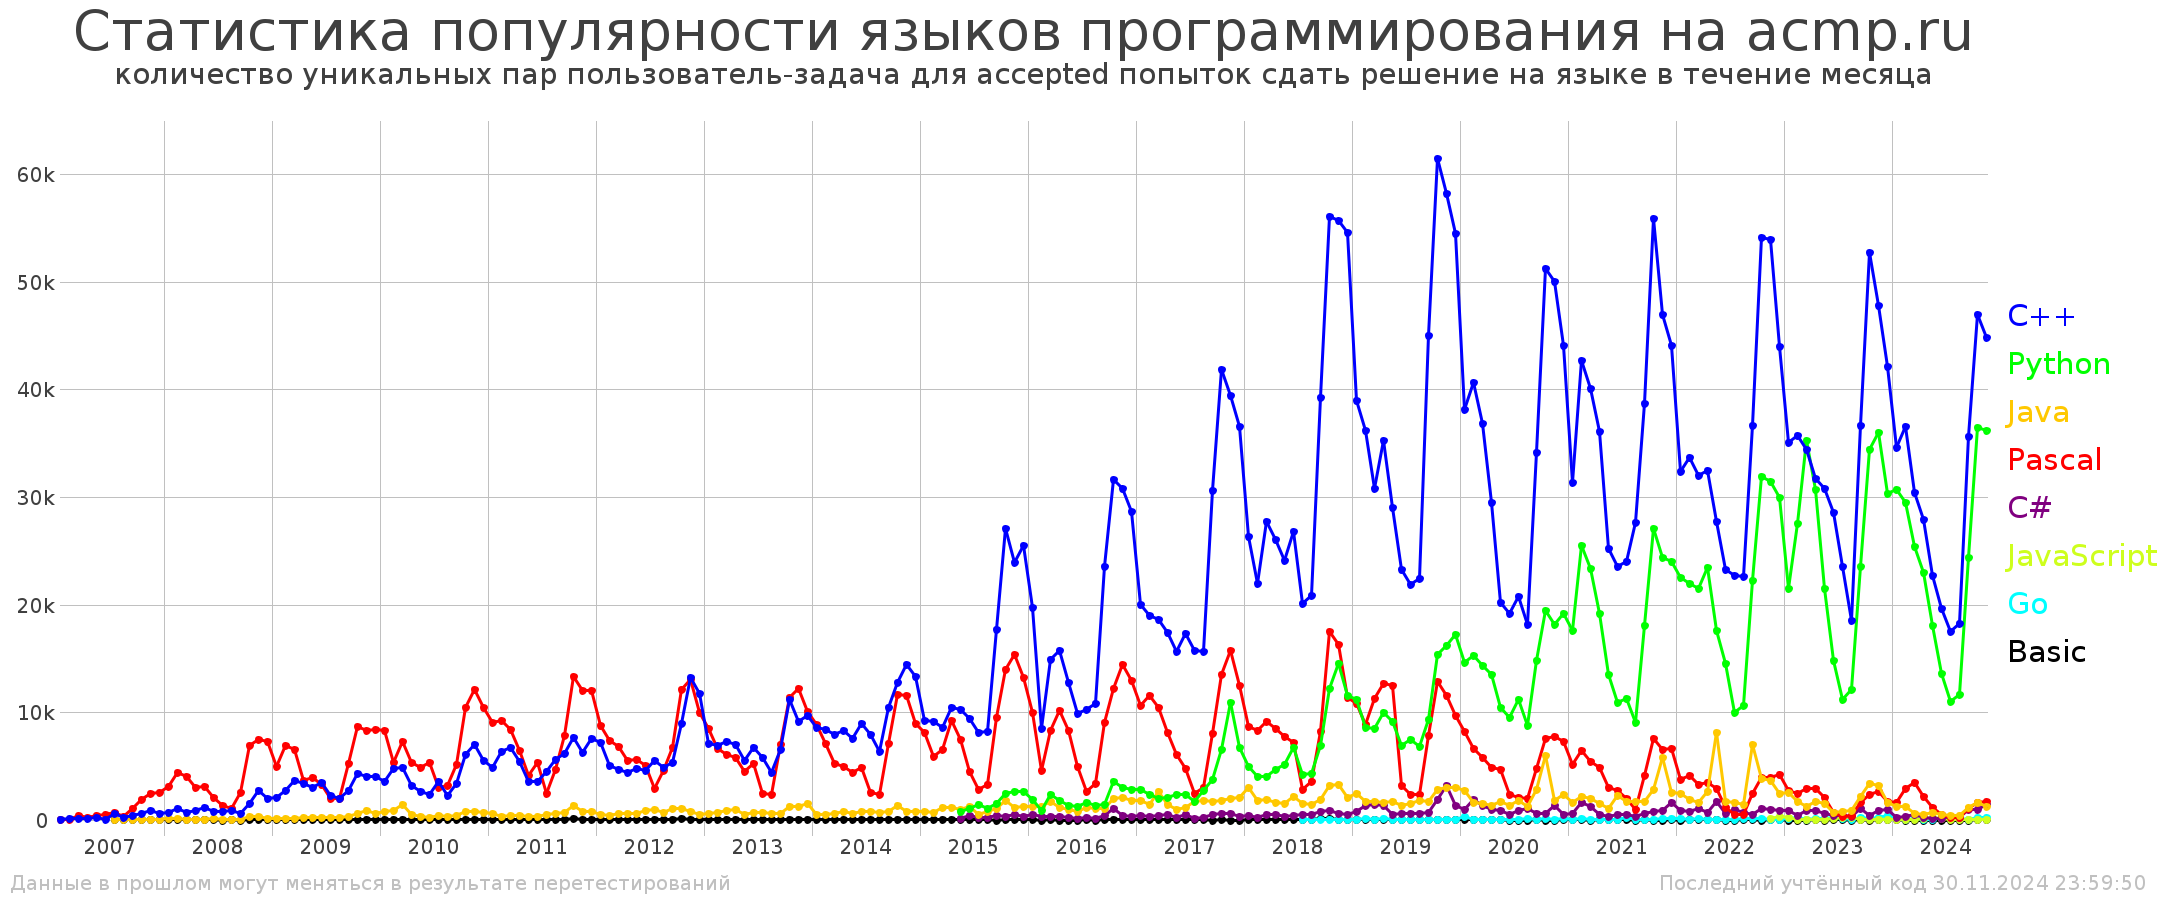 Статистика популярности языков программирования на acmp.ru
количество уникальных пар пользователь-задача для accepted попыток сдать решение на языке в течение месяца
60k
50k
40k
30k
20k
10k
0
C++
Python
Java
Pascal
C#
JavaScript
Go
Basic
2007 2008 2009 2010 2011 2012 2013 2014 2015 2016 2017 2018 2019 2020 2021 2022 2023 2024
Данные в прошлом могут меняться в результате перетестирований
Последний учтённый код 30.11.2024 23:59:50